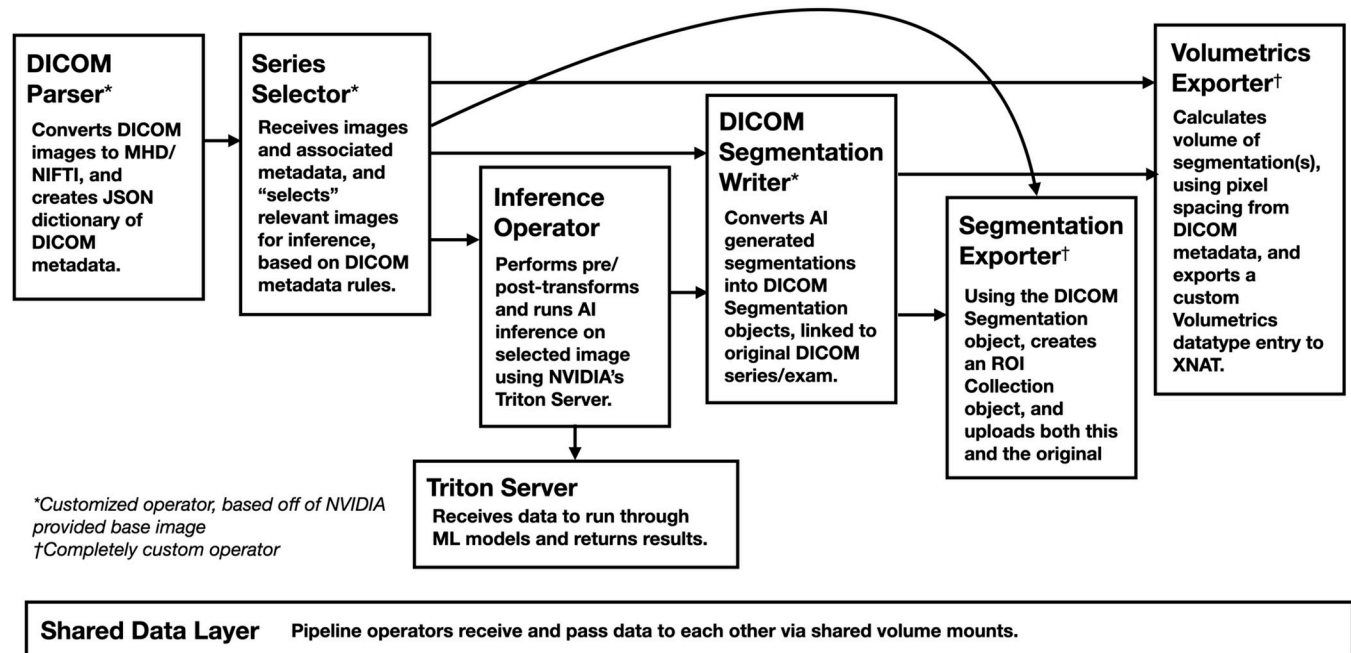 DICOM
Parser*
Converts DICOM
images to MHD/
NIFTI, and
creates JSON
dictionary of
DICOM
metadata.
Series
Selector*
Receives images
and associated
metadata, and
“selects”
relevant images
for inference,
based on DICOM
metadata rules.
Inference
Operator
Performs pre/
post-transforms
and runs AI
inference on
selected image
using NVIDIA’s
Triton Server.
Triton Server
Receives data to run through
ML models and returns results.
DICOM
Segmentation
Writer*
Converts AI
generated
segmentations
into DICOM
Segmentation
objects, linked to
original DICOM
series/exam.
Segmentation
Exporter†
Using the DICOM
Segmentation
object, creates
an ROI
Collection
object, and
uploads both this
and the original
Volumetrics
Exporter†
Calculates
volume of
segmentation(s),
using pixel
spacing from
DICOM
metadata, and
exports a
custom
Volumetrics
datatype entry to
XNAT.
*Customized operator, based off of NVIDIA
provided base image
†Completely custom operator
Shared Data Layer Pipeline operators receive and pass data to each other via shared volume mounts.